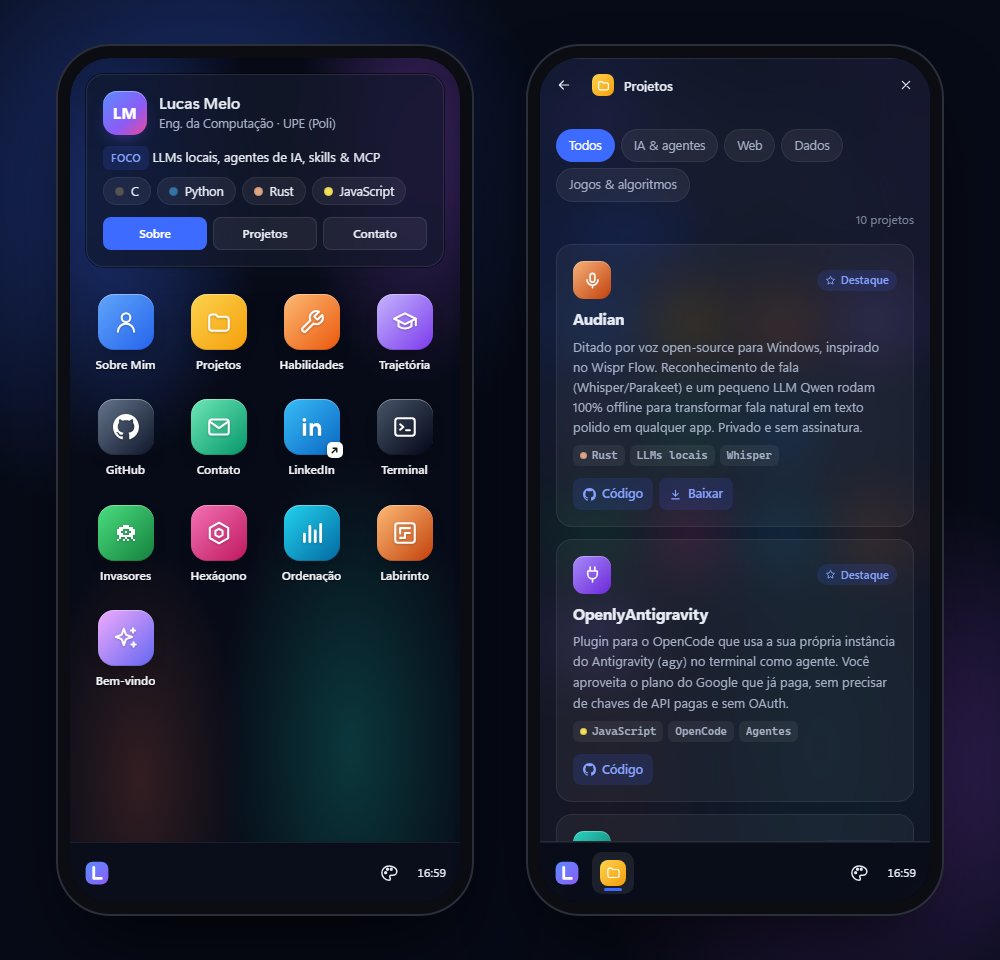 LM
Lucas Melo
Eng. da Computação · UPE (Poli)
FOCO LLMs locais, agentes de IA, skills & MCP
C Python Rust JavaScript
Sobre Projetos Contato
Sobre Mim Projetos Habilidades Trajetória
in
GitHub Contato LinkedIn Terminal
Invasores Hexágono Ordenação Labirinto
Bem-vindo
L 16:59
Projetos
Todos IA & agentes Web Dados
Jogos & algoritmos
10 projetos
Destaque
Audian
Ditado por voz open-source para Windows, inspirado
no Wispr Flow. Reconhecimento de fala
(Whisper/Parakeet) e um pequeno LLM Qwen rodam
100% offline para transformar fala natural em texto
polido em qualquer app. Privado e sem assinatura.
Rust LLMs locais Whisper
Código Baixar
Destaque
OpenlyAntigravity
Plugin para o OpenCode que usa a sua própria instância
do Antigravity (agy) no terminal como agente. Você
aproveita o plano do Google que já paga, sem precisar
de chaves de API pagas e sem OAuth.
JavaScript OpenCode Agentes
Código
L 16:59